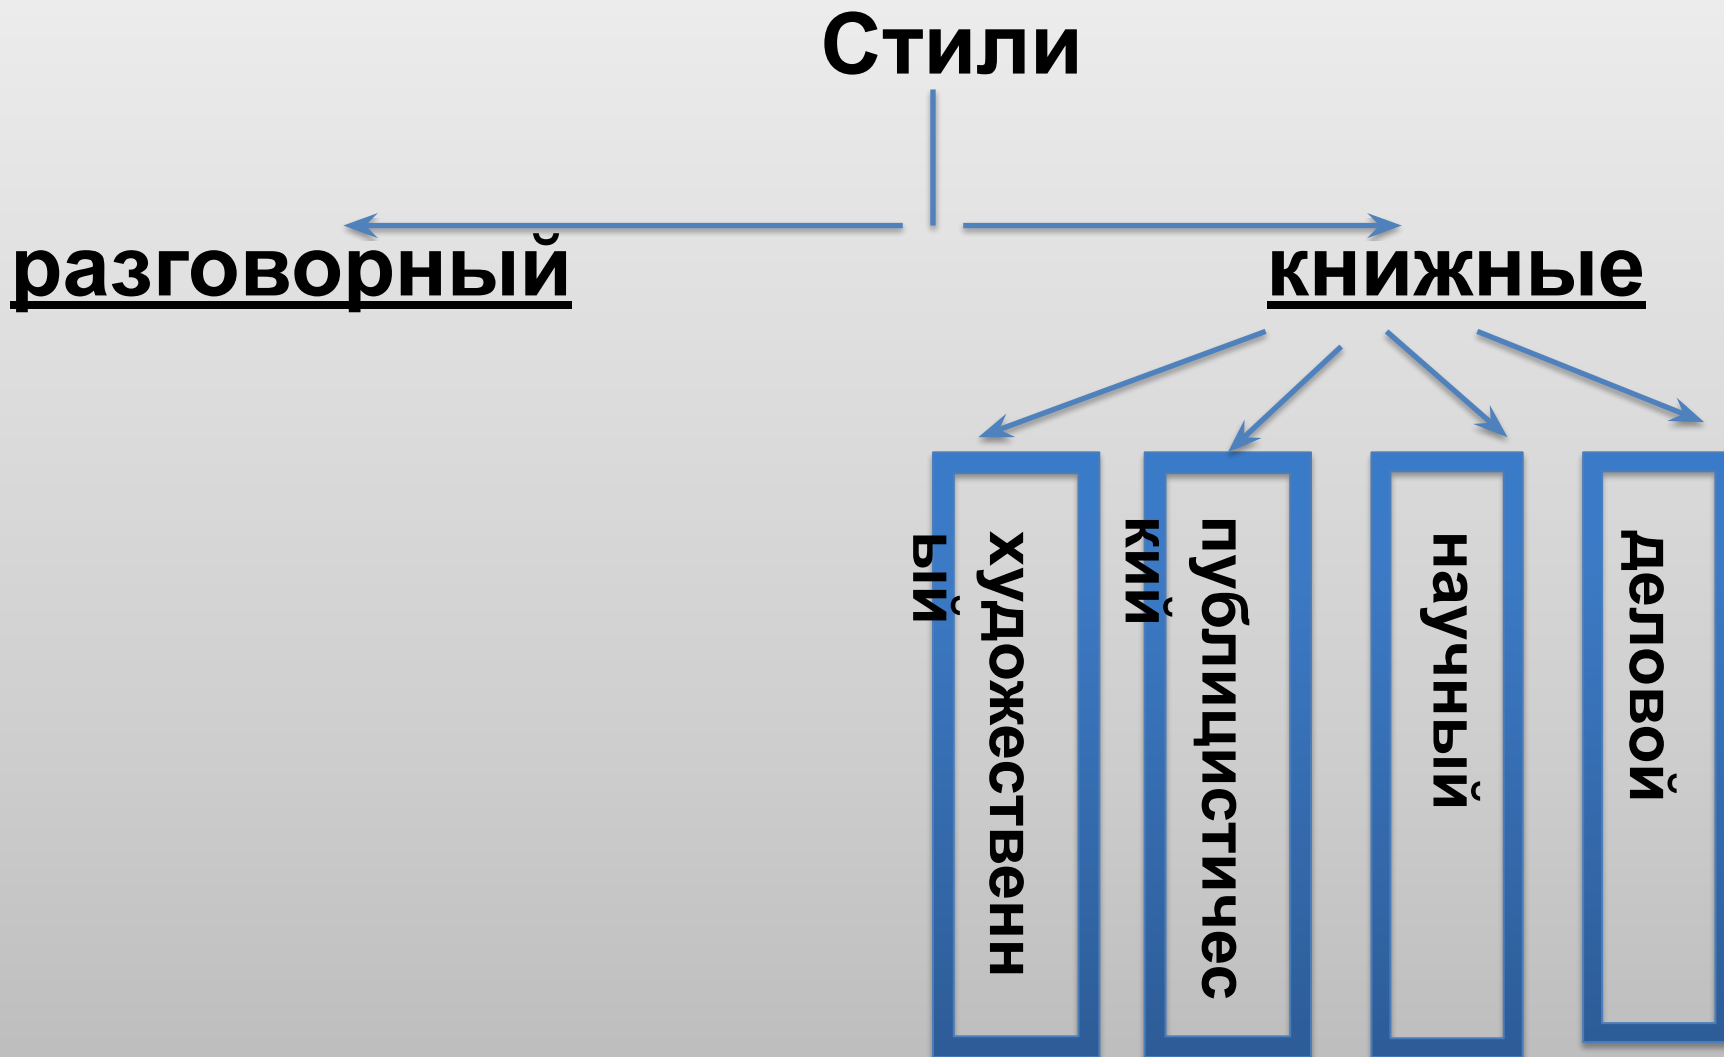 Стили
разговорный
книжные
художественн
ый
публицистичес
кий
научный
деловой